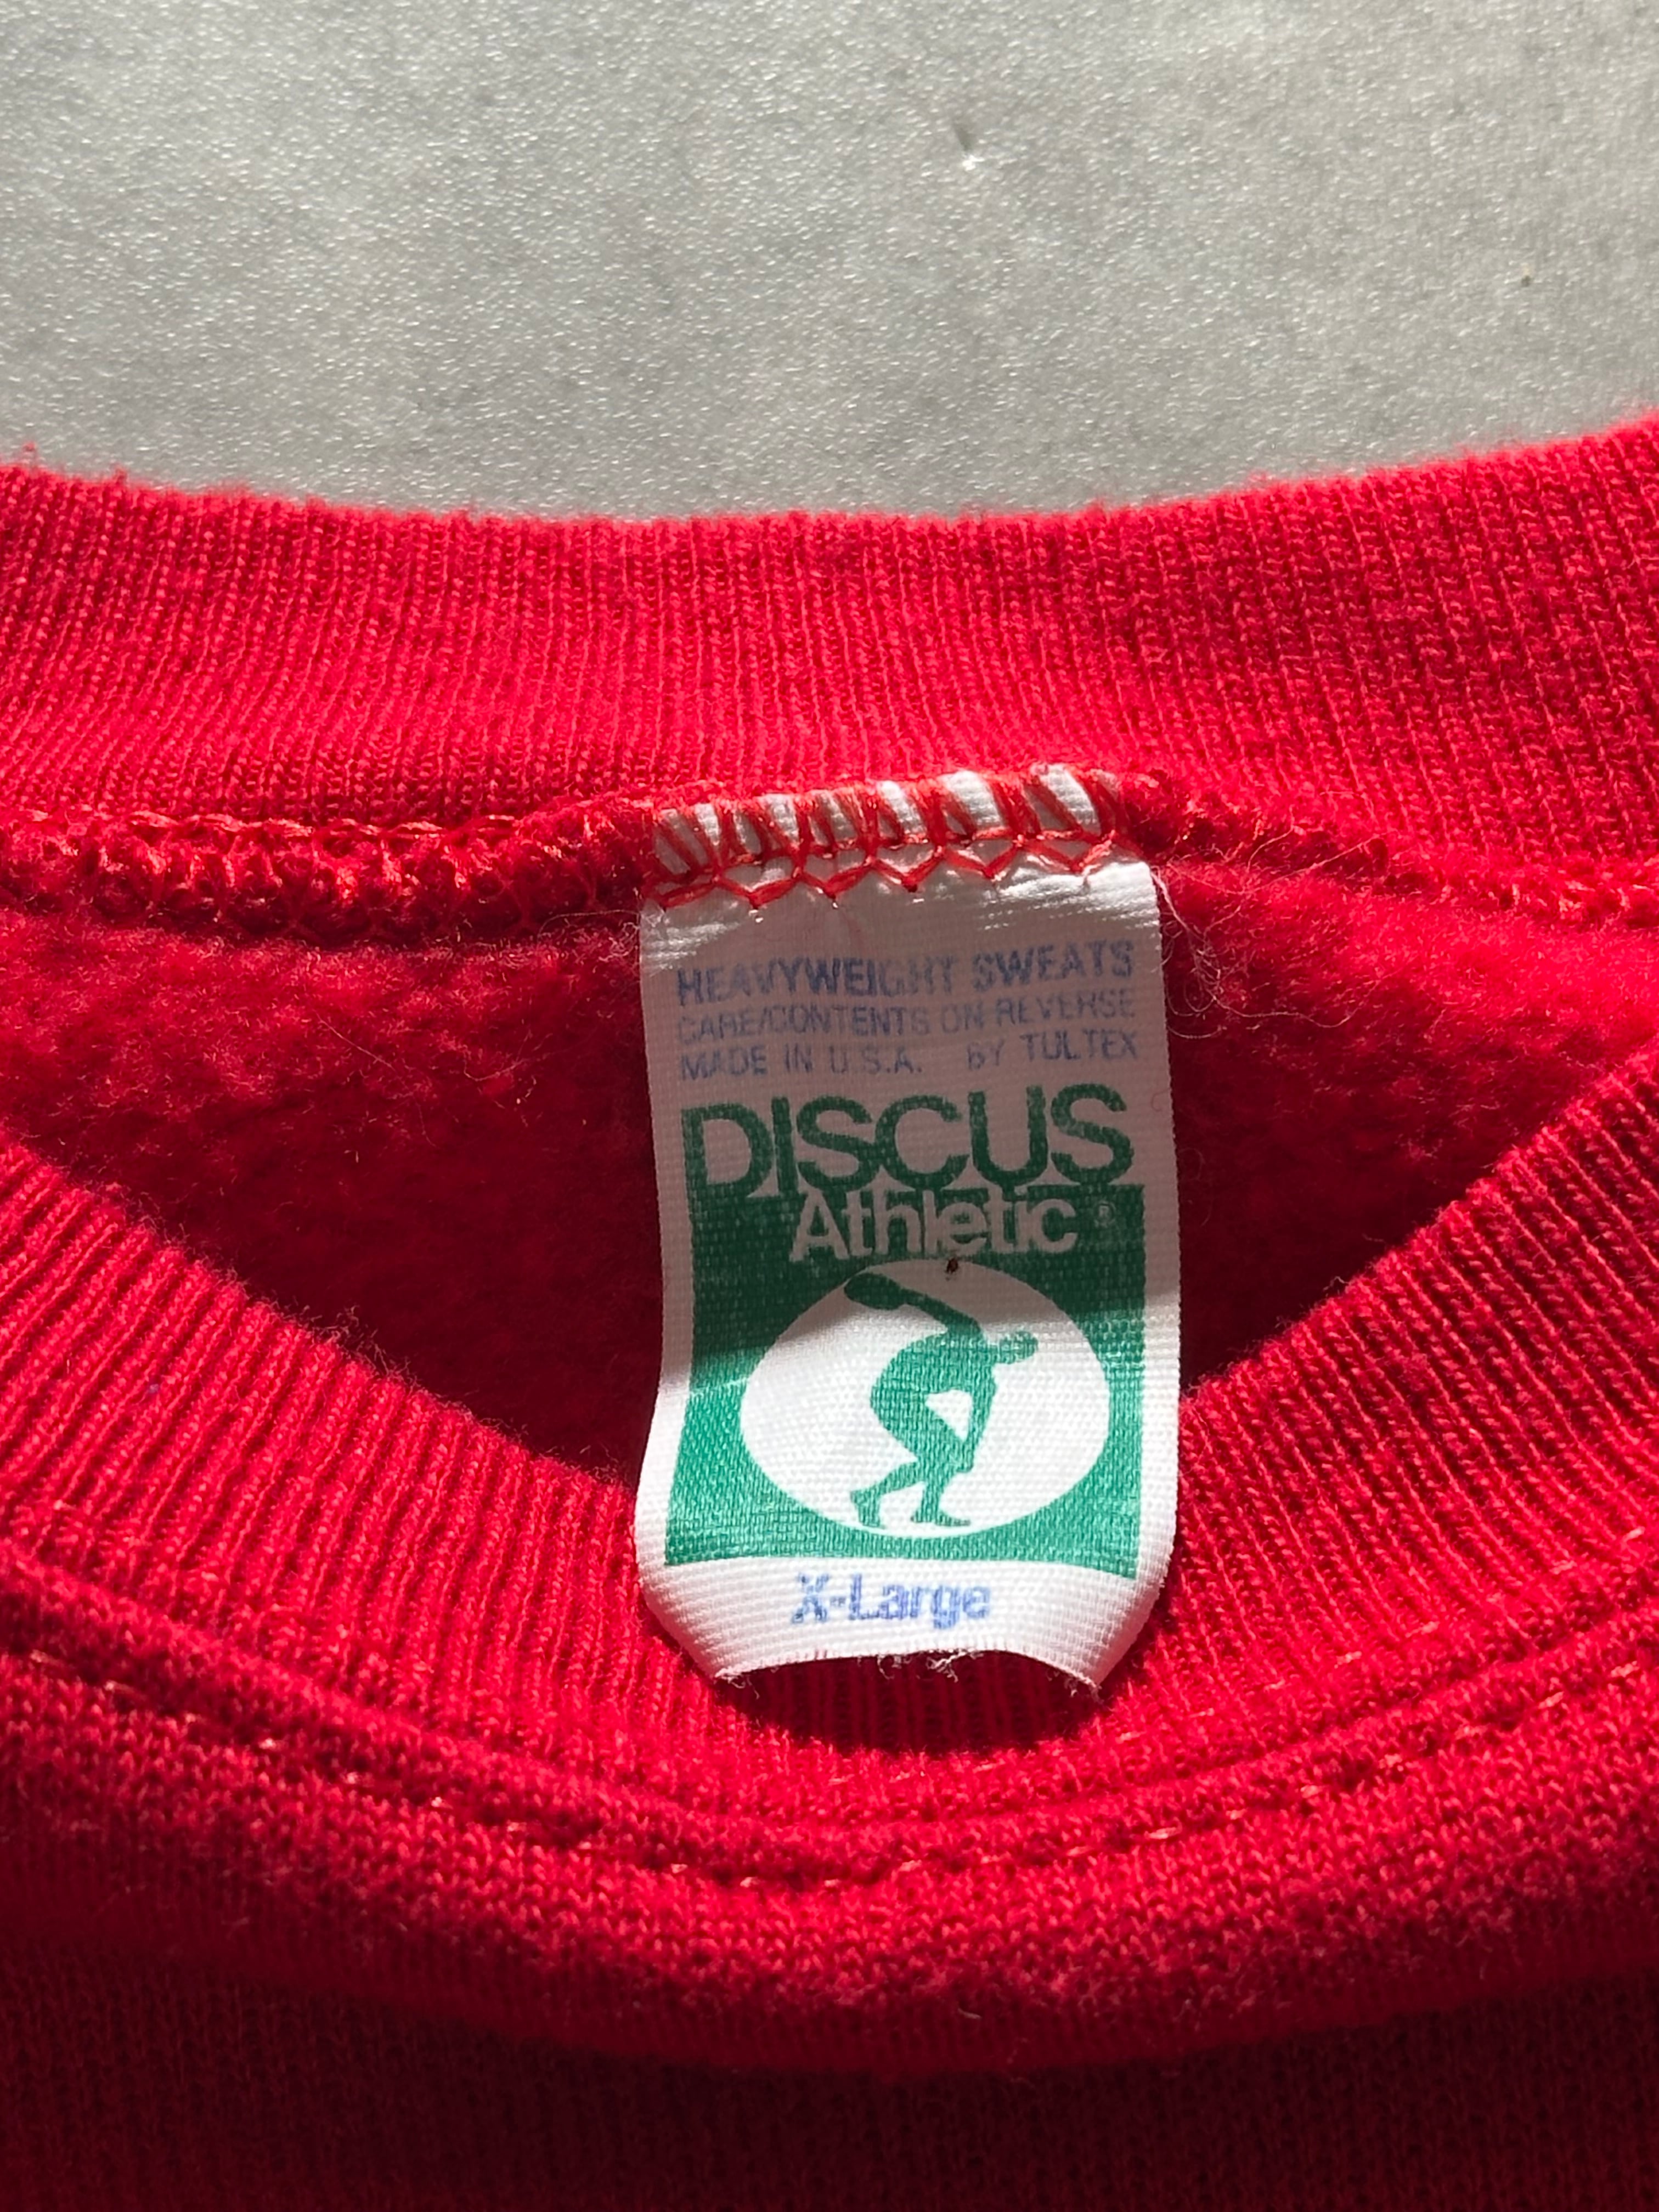 HEAVYWEIGHT SWEATS
CARE/CONTENTS ON REVERSE
MADE IN U.S.A. BY TULTEX
DISCUS
Athletic®
X-Large